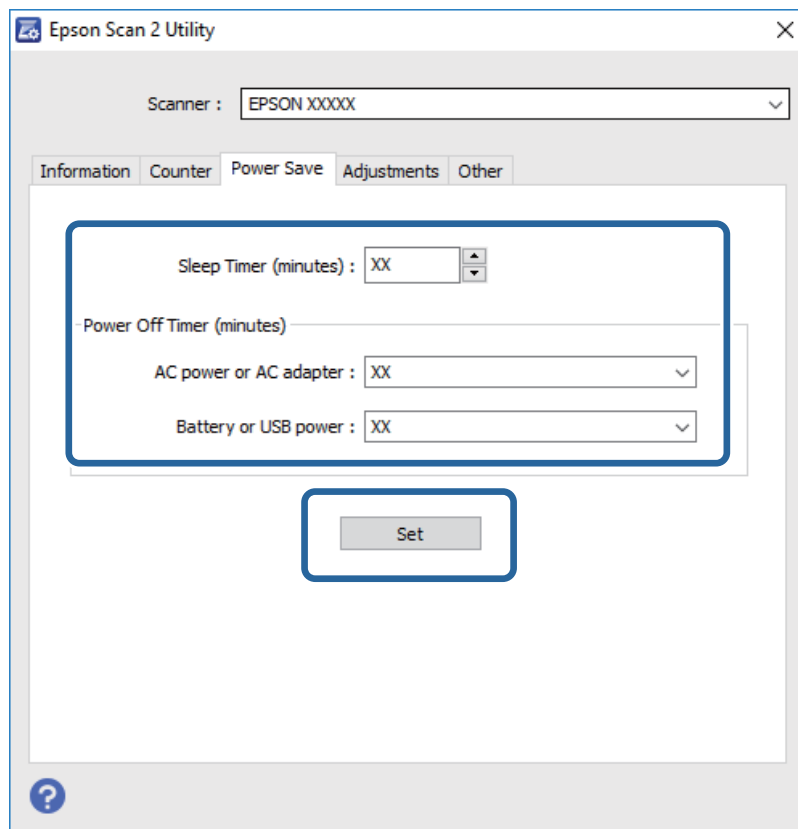 Epson Scan 2 Utility
Scanner : EPSON XXXXX
Information Counter Power Save Adjustments Other
Sleep Timer (minutes) : XX
Power Off Timer (minutes)
AC power or AC adapter : XX
Battery or USB power : XX
Set
?